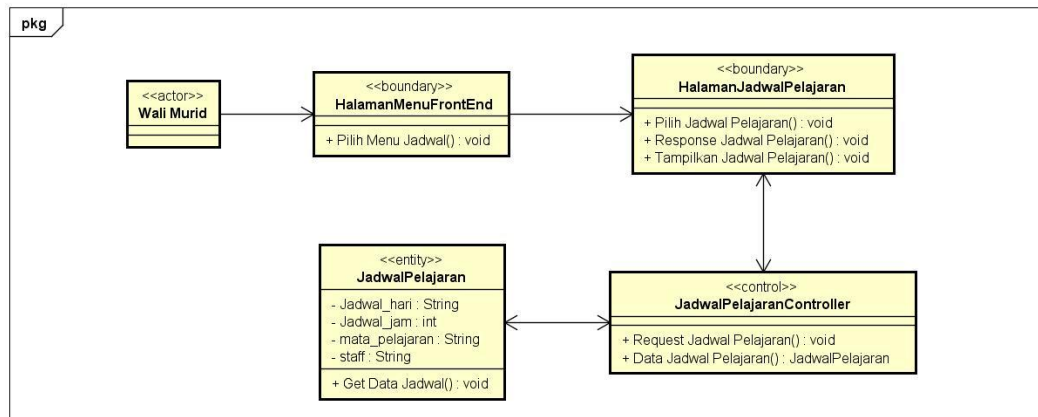 pkg
<<actor>>
Wali Murid
<<boundary>>
HalamanMenuFrontEnd
+ Pilih Menu Jadwal() : void
<<boundary>>
HalamanJadwalPelajaran
+ Pilih Jadwal Pelajaran() : void
+ Response Jadwal Pelajaran() : void
+ Tampilkan Jadwal Pelajaran() : void
<<entity>>
JadwalPelajaran
- Jadwal_hari : String
- Jadwal_jam : int
- mata_pelajaran : String
- staff : String
+ Get Data Jadwal() : void
<<control>>
JadwalPelajaranController
+ Request Jadwal Pelajaran() : void
+ Data Jadwal Pelajaran() : JadwalPelajaran